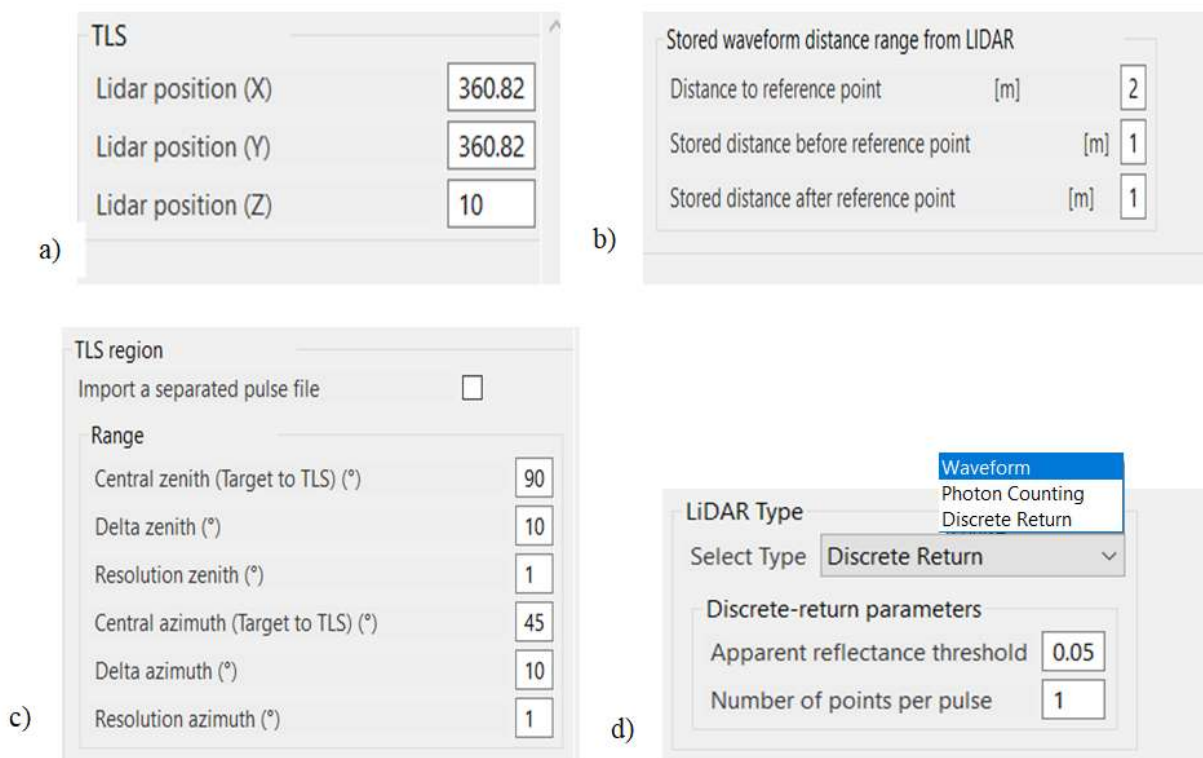 TLS
Lidar position (X) 360.82
Lidar position (Y) 360.82
Lidar position (Z) 10
a)
Stored waveform distance range from LIDAR
Distance to reference point [m] 2
Stored distance before reference point [m] 1
Stored distance after reference point [m] 1
b)
TLS region
Import a separated pulse file
Range
Central zenith (Target to TLS) (°) 90
Delta zenith (°) 10
Resolution zenith (°) 1
Central azimuth (Target to TLS) (°) 45
Delta azimuth (°) 10
Resolution azimuth (°) 1
c)
Waveform
Photon Counting
Discrete Return
LiDAR Type
Select Type Discrete Return
Discrete-return parameters
Apparent reflectance threshold 0.05
Number of points per pulse 1
d)